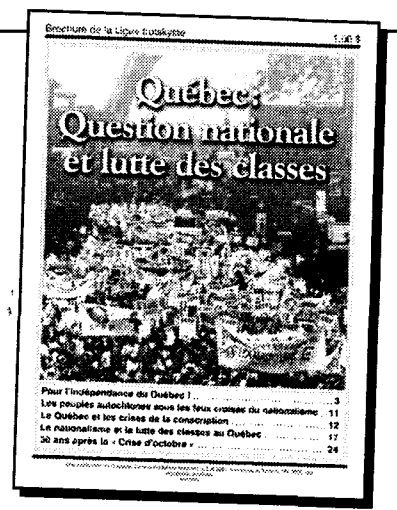 Brochure de la Ligue trotskyste 1,00 $
Québec:
Question nationale
et lutte des classes
Pour l'indépendance du Québec ! 3
Les peuples autochtones sous les feux croisés du nationalisme 11
Le Québec et les crises de la conscription 12
Le nationalisme et la lutte des classes au Québec 17
30 ans après la « Crise d'octobre » 24